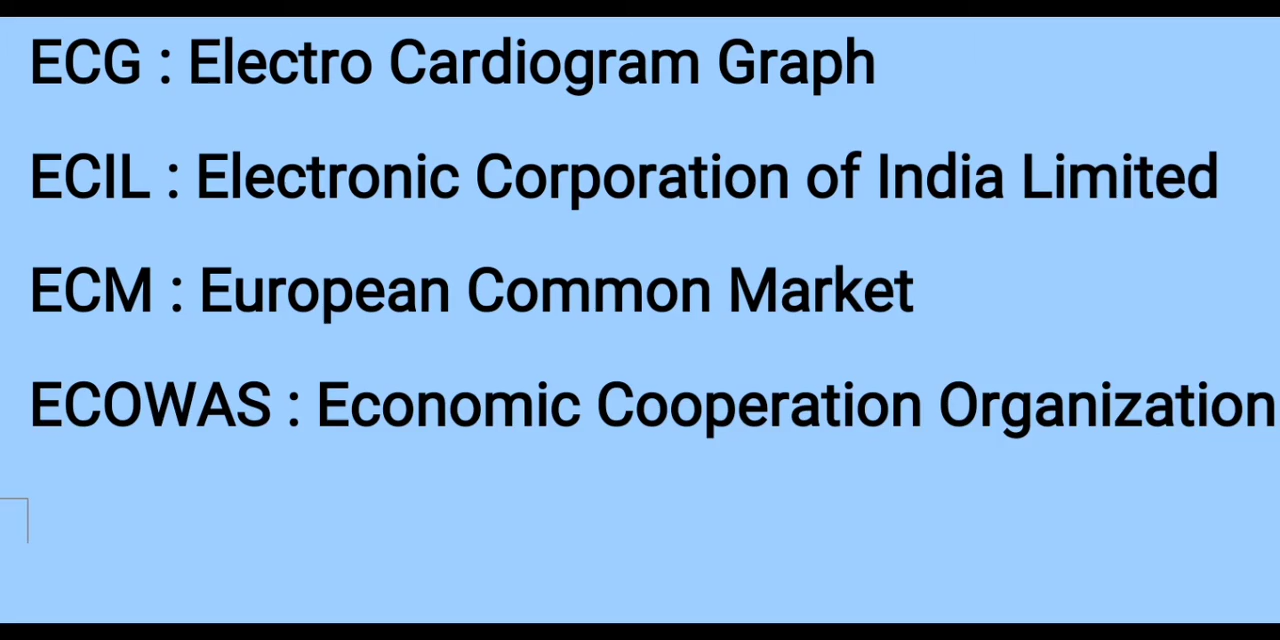 ECG : Electro Cardiogram Graph
ECIL : Electronic Corporation of India Limited
ECM : European Common Market
ECOWAS : Economic Cooperation Organization